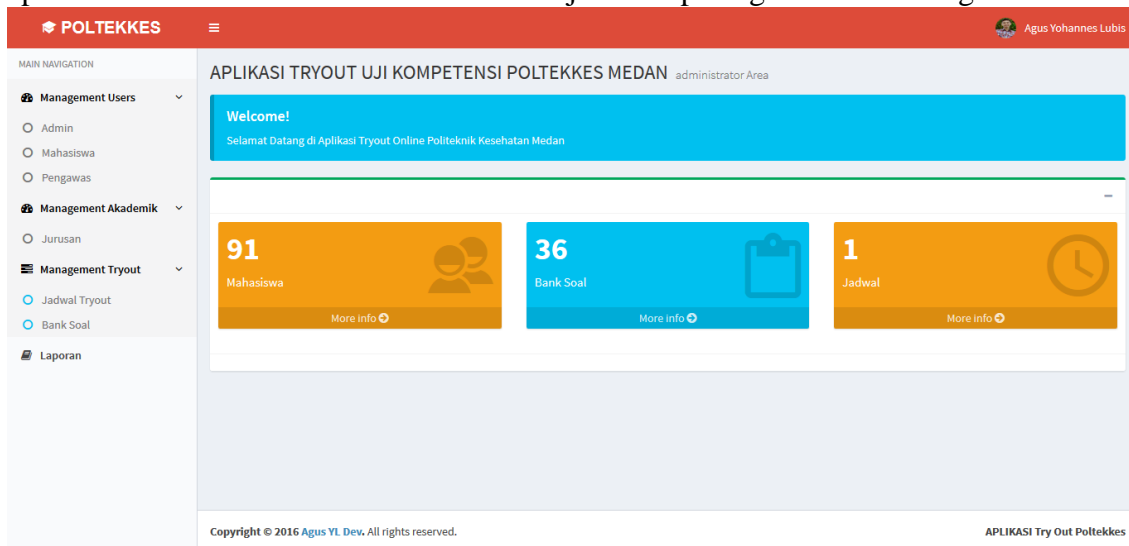 POLTEKKES
Agus Yohannes Lubis
MAIN NAVIGATION
Management Users
Admin
Mahasiswa
Pengawas
Management Akademik
Jurusan
Management Tryout
Jadwal Tryout
Bank Soal
Laporan
APLIKASI TRYOUT UJI KOMPETENSI POLTEKKES MEDAN administrator Area
Welcome!
Selamat Datang di Aplikasi Tryout Online Politeknik Kesehatan Medan
91
Mahasiswa
More info
36
Bank Soal
More info
1
Jadwal
More info
Copyright © 2016 Agus YL Dev. All rights reserved.
APLIKASI Try Out Poltekkes